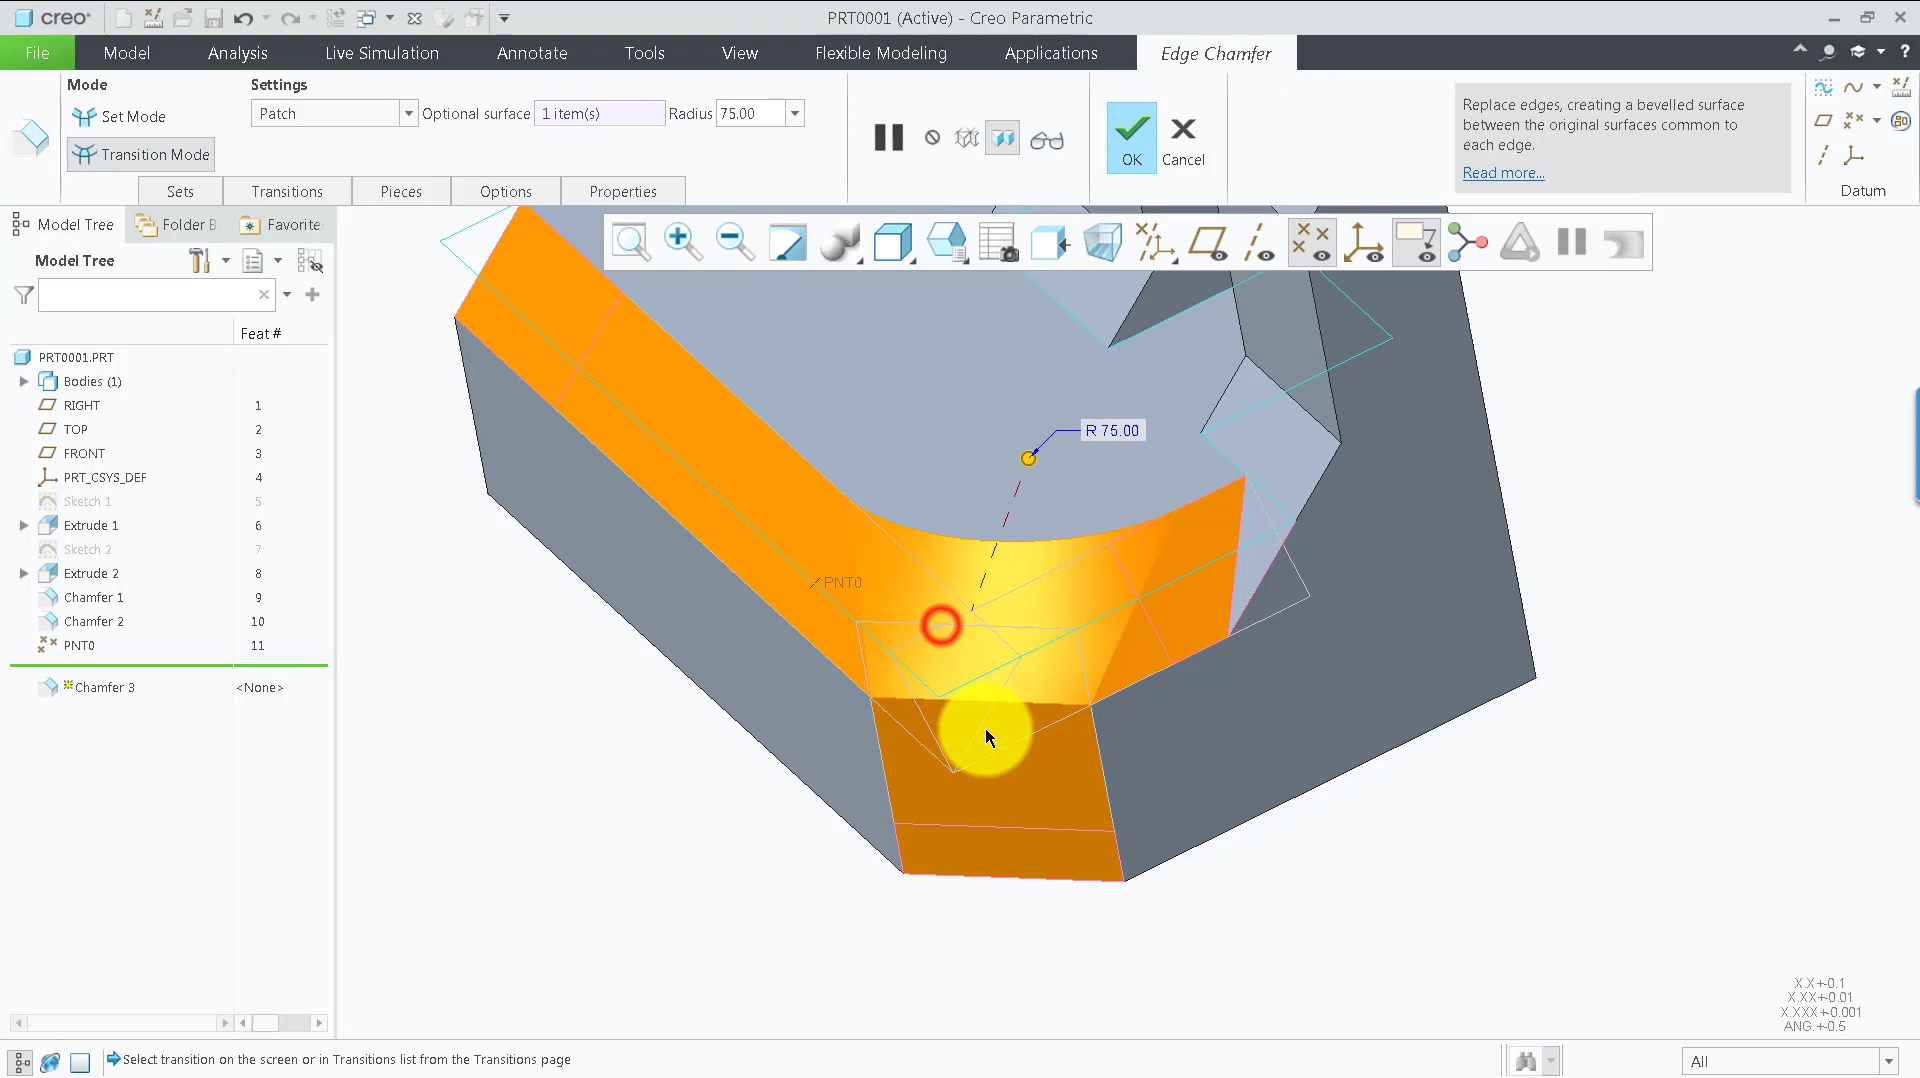 creo
PRT0001 (Active) - Creo Parametric
File
Model
Analysis
Live Simulation
Annotate
Tools
View
Flexible Modeling
Applications
Edge Chamfer
Mode
Set Mode
Transition Mode
Settings
Patch
Optional surface
1 item(s)
Radius
75.00
OK
Cancel
Replace edges, creating a bevelled surface
between the original surfaces common to
each edge.
Read more...
Datum
Sets
Transitions
Pieces
Options
Properties
Model Tree
Folder B
Favorite
Model Tree
Feat #
PRT0001.PRT
Bodies (1)
RIGHT 1
TOP 2
FRONT 3
PRT_CSYS_DEF 4
Sketch 1 5
Extrude 1 6
Sketch 2 7
Extrude 2 8
Chamfer 1 9
Chamfer 2 10
PNT0 11
Chamfer 3 <None>
R 75.00
PNT0
X.X+-0.1
X.XX+-0.01
X.XXX+-0.001
ANG.+-0.5
Select transition on the screen or in Transitions list from the Transitions page
All